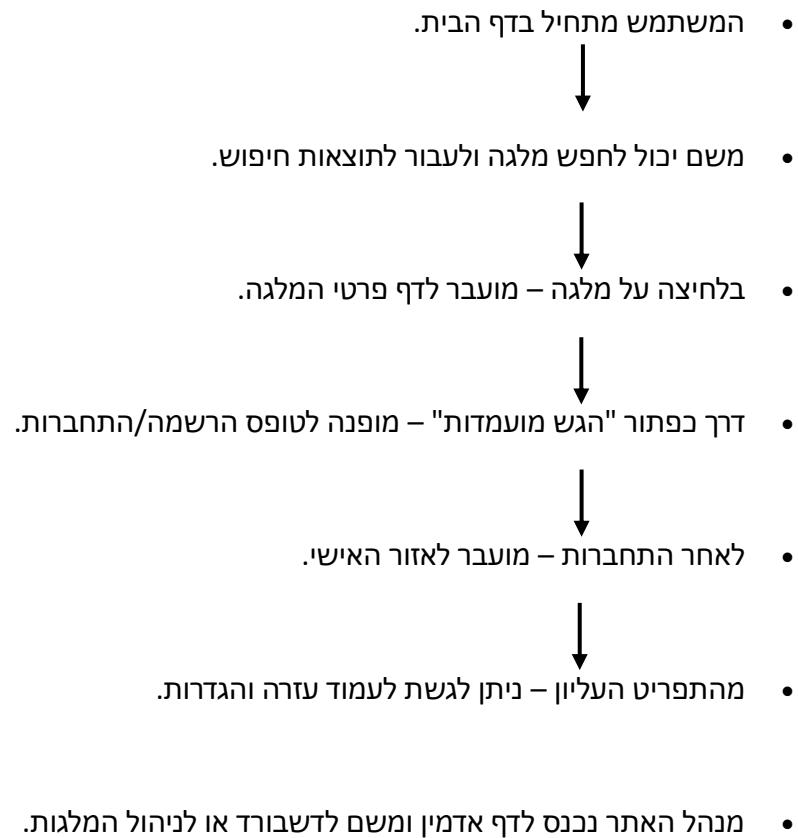 • המשתמש מתחיל בדף הבית.
• משם יכול לחפש מלגה ולעבור לתוצאות חיפוש.
• בלחיצה על מלגה – מועבר לדף פרטי המלגה.
• דרך כפתור "הגש מועמדות" – מופנה לטופס הרשמה/התחברות.
• לאחר התחברות – מועבר לאזור האישי.
• מהתפריט העליון – ניתן לגשת לעמוד עזרה והגדרות.
• מנהל האתר נכנס לדף אדמין ומשם לדשבורד או לניהול המלגות.